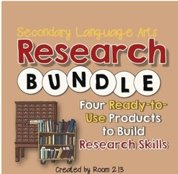 Secondary Language Arts
Research
BUNDLE
Four Ready-to-
Use Products
to Build
Research Skills
Created by Room 213